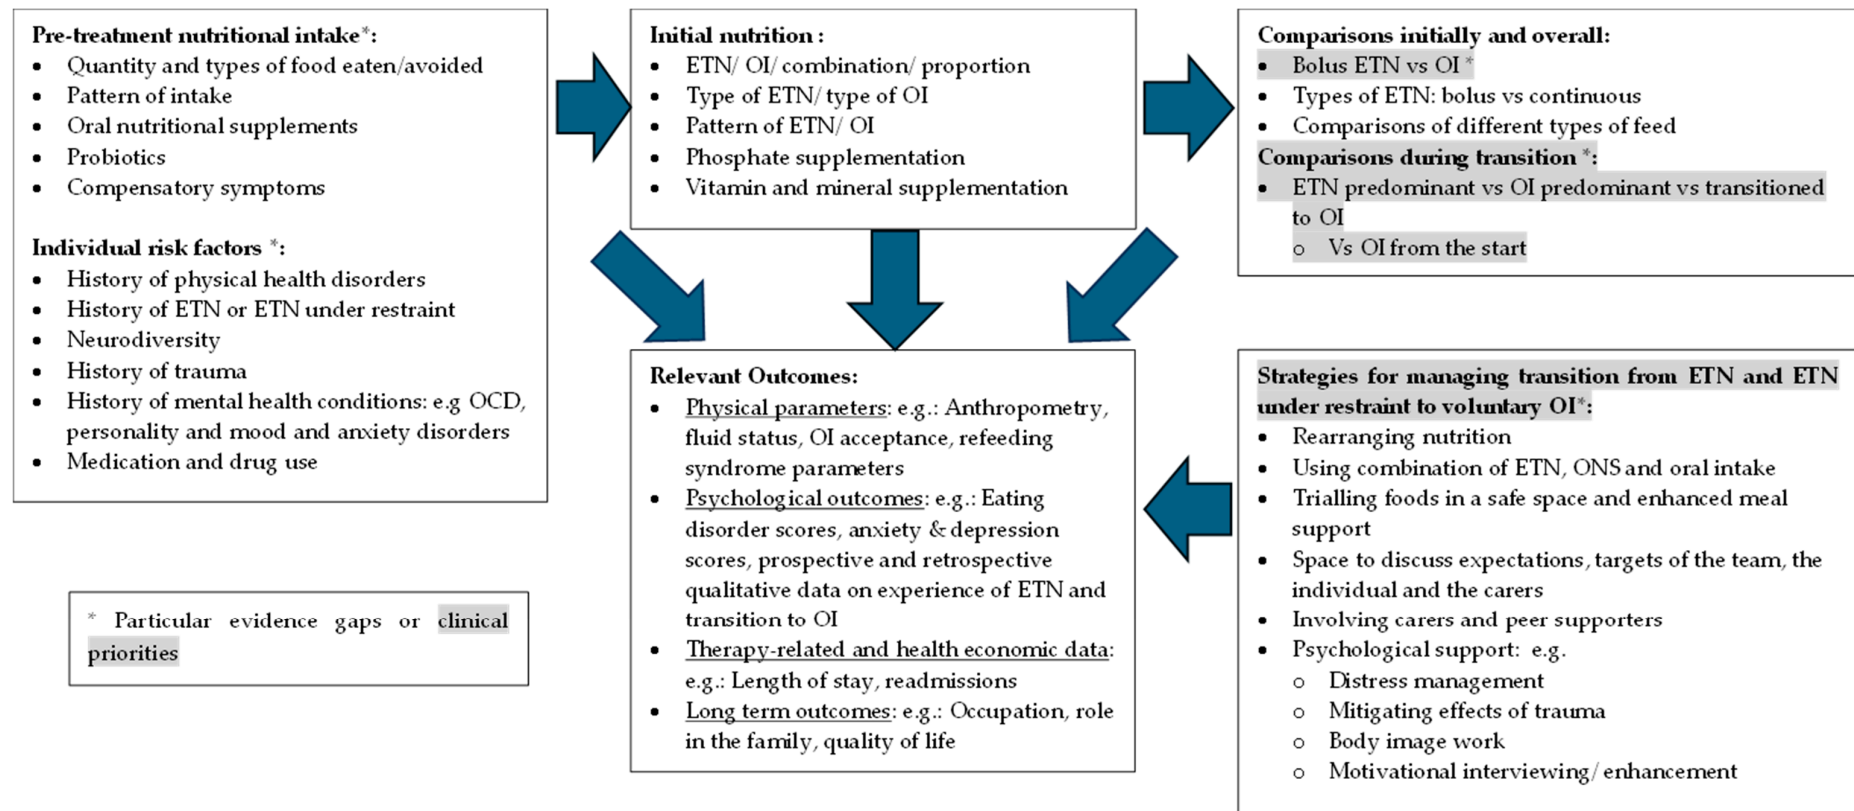 Pre-treatment nutritional intake*:
• Quantity and types of food eaten/avoided
• Pattern of intake
• Oral nutritional supplements
• Probiotics
• Compensatory symptoms
Individual risk factors *:
• History of physical health disorders
• History of ETN or ETN under restraint
• Neurodiversity
• History of trauma
• History of mental health conditions: e.g OCD,
personality and mood and anxiety disorders
• Medication and drug use
* Particular evidence gaps or clinical
priorities
Initial nutrition :
• ETN/ OI/ combination/ proportion
• Type of ETN/ type of OI
• Pattern of ETN/ OI
• Phosphate supplementation
• Vitamin and mineral supplementation
Relevant Outcomes:
• Physical parameters: e.g.: Anthropometry,
fluid status, OI acceptance, refeeding
syndrome parameters
• Psychological outcomes: e.g.: Eating
disorder scores, anxiety & depression
scores, prospective and retrospective
qualitative data on experience of ETN and
transition to OI
• Therapy-related and health economic data:
e.g.: Length of stay, readmissions
• Long term outcomes: e.g.: Occupation, role
in the family, quality of life
Comparisons initially and overall:
• Bolus ETN vs OI *
• Types of ETN: bolus vs continuous
• Comparisons of different types of feed
Comparisons during transition *:
• ETN predominant vs OI predominant vs transitioned
to OI
o Vs OI from the start
Strategies for managing transition from ETN and ETN
under restraint to voluntary OI*:
• Rearranging nutrition
• Using combination of ETN, ONS and oral intake
• Trialling foods in a safe space and enhanced meal
support
• Space to discuss expectations, targets of the team, the
individual and the carers
• Involving carers and peer supporters
• Psychological support: e.g.
o Distress management
o Mitigating effects of trauma
o Body image work
o Motivational interviewing/ enhancement